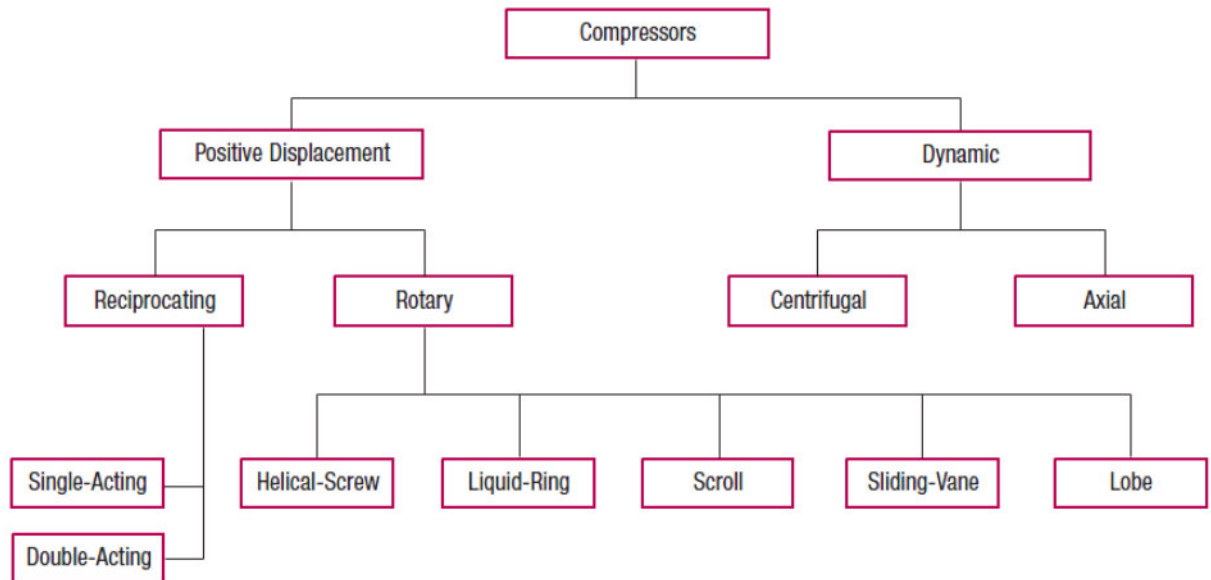 Compressors
Positive Displacement
Dynamic
Reciprocating
Rotary
Centrifugal
Axial
Single-Acting
Helical-Screw
Liquid-Ring
Scroll
Sliding-Vane
Lobe
Double-Acting